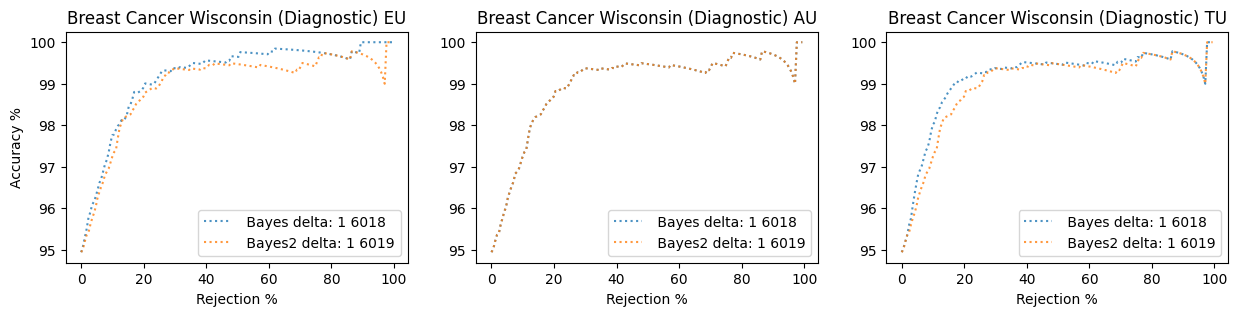 Breast Cancer Wisconsin (Diagnostic) EU
100
99
98
97
96
95
Accuracy %
Bayes delta: 1 6018
Bayes2 delta: 1 6019
0 20 40 60 80 100
Rejection %
Breast Cancer Wisconsin (Diagnostic) AU
100
99
98
97
96
95
Bayes delta: 1 6018
Bayes2 delta: 1 6019
0 20 40 60 80 100
Rejection %
Breast Cancer Wisconsin (Diagnostic) TU
100
99
98
97
96
95
Bayes delta: 1 6018
Bayes2 delta: 1 6019
0 20 40 60 80 100
Rejection %